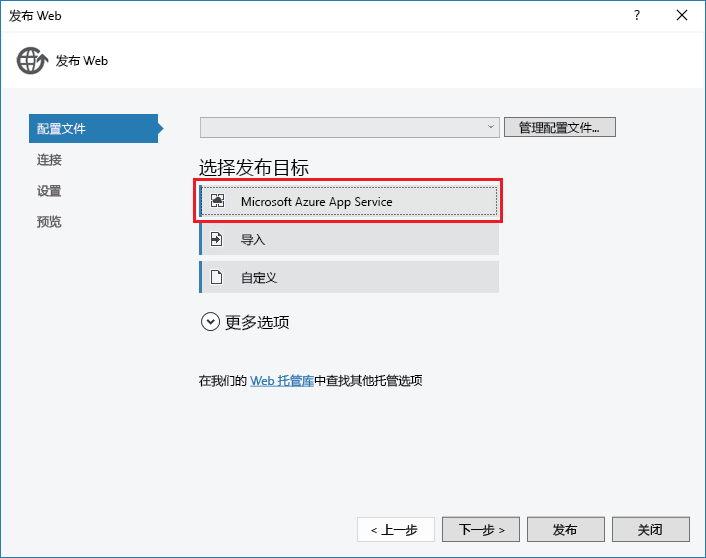 发布 Web
?
发布 Web
配置文件
连接
设置
预览
管理配置文件...
选择发布目标
Microsoft Azure App Service
导入
自定义
更多选项
在我们的 Web 托管库中查找其他托管选项
< 上一步
下一步 >
发布
关闭